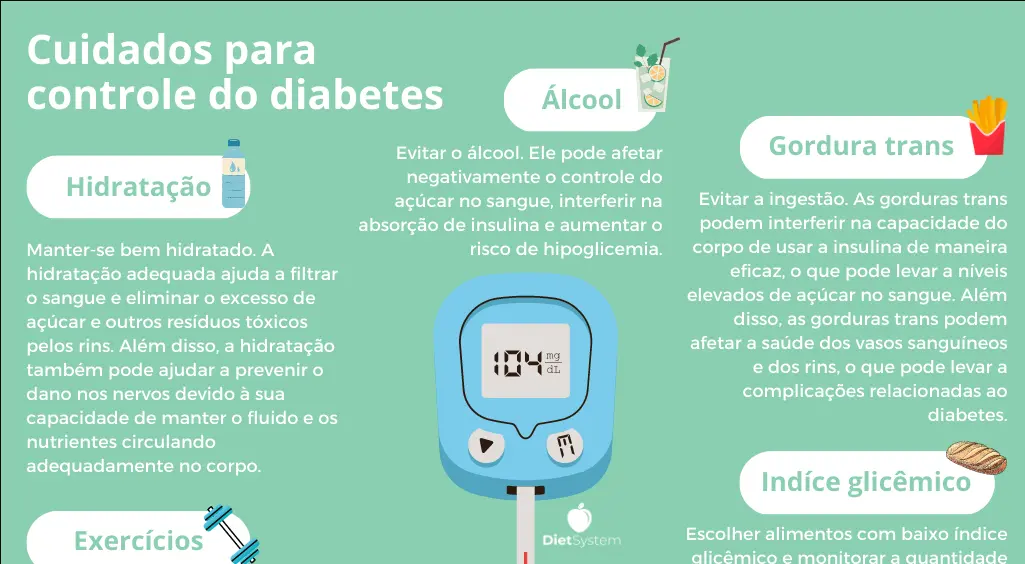 Cuidados para
controle do diabetes
Hidratação
Manter-se bem hidratado. A
hidratação adequada ajuda a filtrar
o sangue e eliminar o excesso de
açúcar e outros resíduos tóxicos
pelos rins. Além disso, a hidratação
também pode ajudar a prevenir o
dano nos nervos devido à sua
capacidade de manter o fluido e os
nutrientes circulando
adequadamente no corpo.
Exercícios
Álcool
Evitar o álcool. Ele pode afetar
negativamente o controle do
açúcar no sangue, interferir na
absorção de insulina e aumentar o
risco de hipoglicemia.
104 mg
dL
M
DietSystem
Gordura trans
Evitar a ingestão. As gorduras trans
podem interferir na capacidade do
corpo de usar a insulina de maneira
eficaz, o que pode levar a níveis
elevados de açúcar no sangue. Além
disso, as gorduras trans podem
afetar a saúde dos vasos sanguíneos
e dos rins, o que pode levar a
complicações relacionadas ao
diabetes.
Indíce glicêmico
Escolher alimentos com baixo índice
glicêmico e monitorar a quantidade